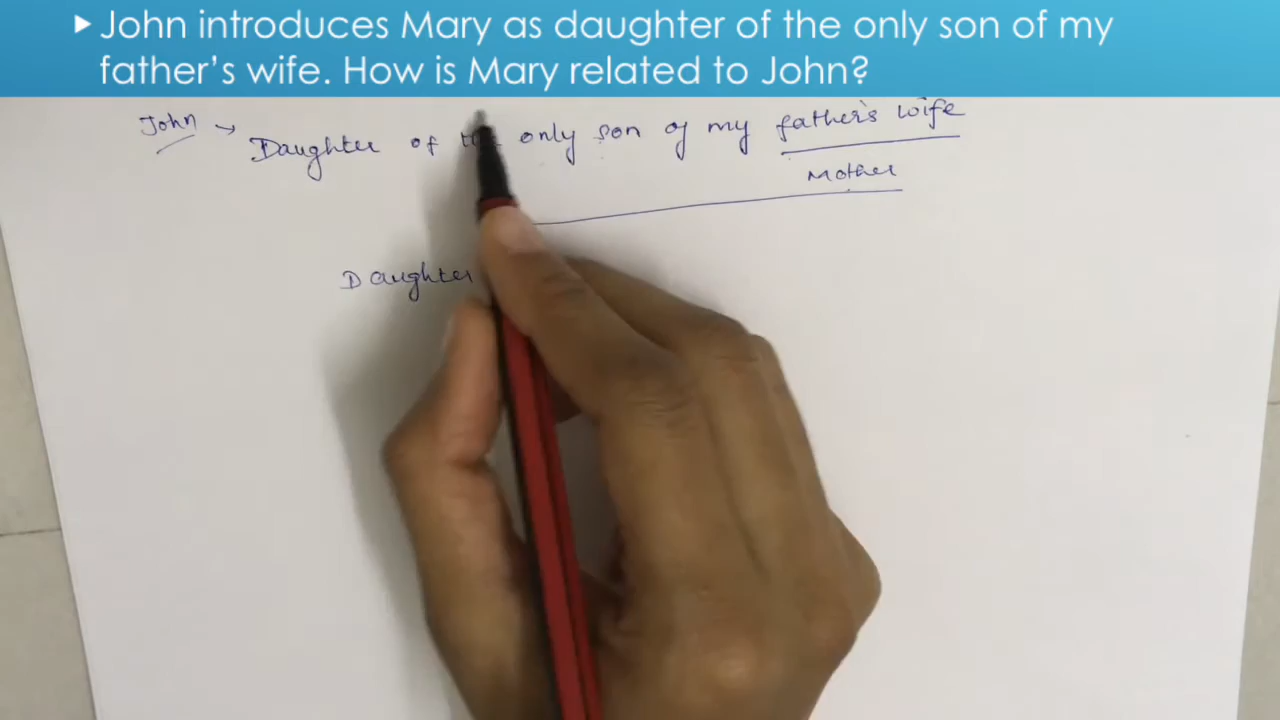 John introduces Mary as daughter of the only son of my
father's wife. How is Mary related to John?
John → Daughter of the only son of my father's wife
Mother
Daughter